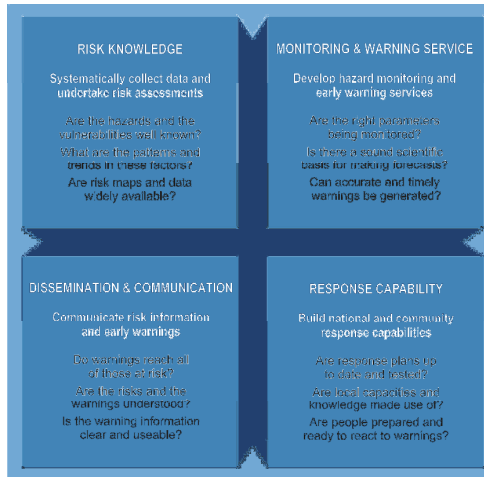 RISK KNOWLEDGE
Systematically collect data and
undertake risk assessments
Are the hazards and the
vulnerabilities well known?
What are the patterns and
trends in these factors?
Are risk maps and data
widely available?
MONITORING & WARNING SERVICE
Develop hazard monitoring and
early warning services
Are the right parameters
being monitored?
Is there a sound scientific
basis for making forecasts?
Can accurate and timely
warnings be generated?
DISSEMINATION & COMMUNICATION
Communicate risk information
and early warnings
Do warnings reach all
of those at risk?
Are the risks and the
warnings understood?
Is the warning information
clear and useable?
RESPONSE CAPABILITY
Build national and community
response capabilities
Are response plans up
to date and tested?
Are local capacities and
knowledge made use of?
Are people prepared and
ready to react to warnings?